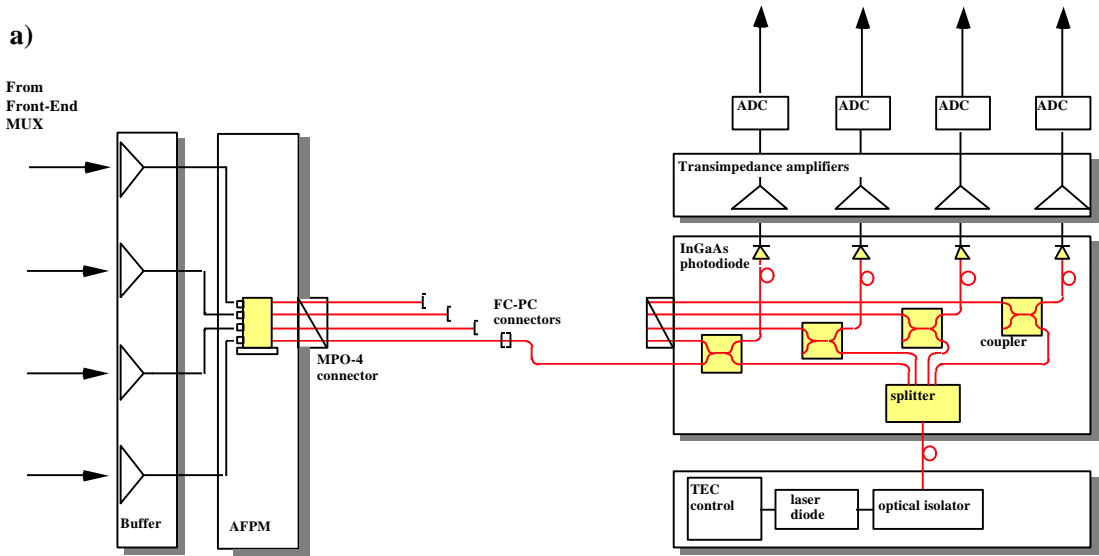 a)
From
Front-End
MUX
Buffer
AFPM
MPO-4
connector
FC-PC
connectors
ADC
ADC
ADC
ADC
Transimpedance amplifiers
InGaAs
photodiode
coupler
splitter
TEC
control
laser
diode
optical isolator